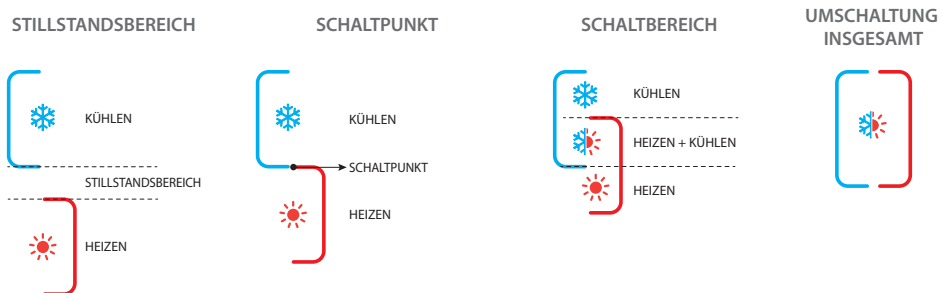 STILLSTANDSBEREICH
KÜHLEN
STILLSTANDSBEREICH
HEIZEN
SCHALTPUNKT
KÜHLEN
SCHALTPUNKT
HEIZEN
SCHALTBEREICH
KÜHLEN
HEIZEN + KÜHLEN
HEIZEN
UMSCHALTUNG
INSGESAMT